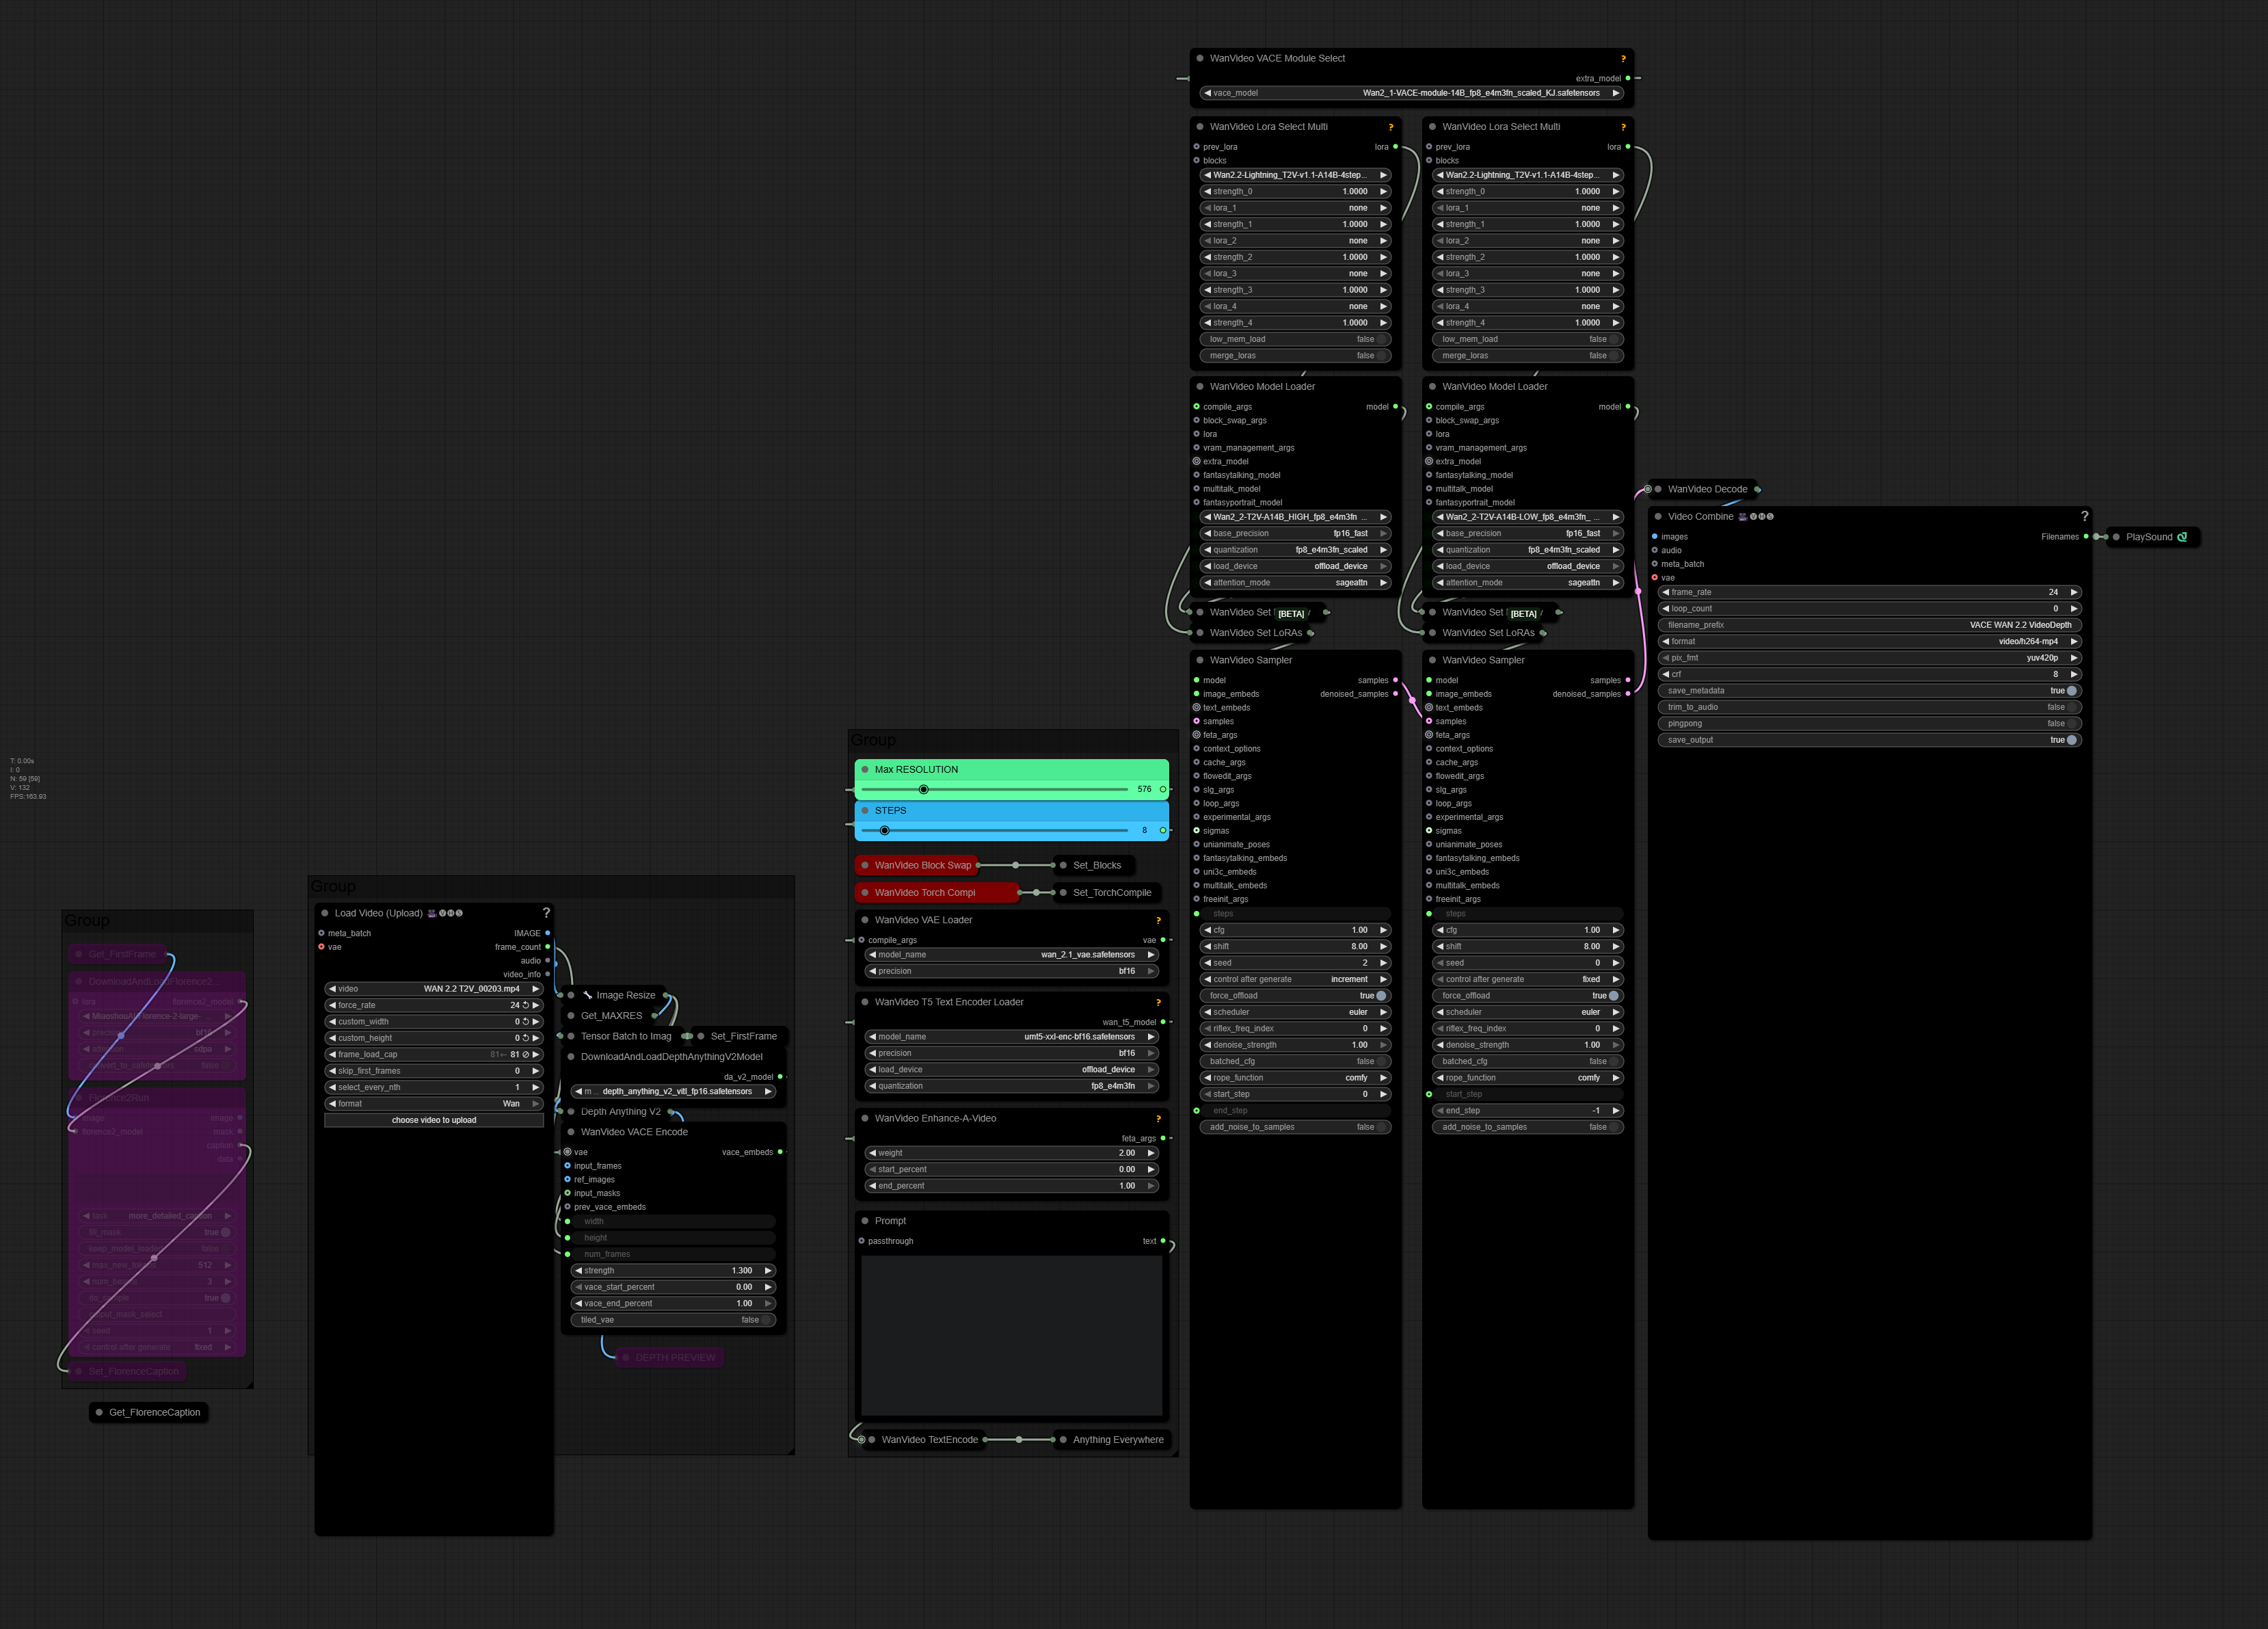 WanVideo VACE Module Select
?
extra_model
vace_model Wan2_1-VACE-module-14B_fp8_e4m3fn_scaled_KJ.safetensors
WanVideo Lora Select Multi
?
prev_lora lora
blocks
Wan2.2-Lightning_T2V-v1.1-A14B-4step...
strength_0 1.0000
lora_1 none
strength_1 1.0000
lora_2 none
strength_2 1.0000
lora_3 none
strength_3 1.0000
lora_4 none
strength_4 1.0000
low_mem_load false
merge_loras false
WanVideo Lora Select Multi
?
prev_lora lora
blocks
Wan2.2-Lightning_T2V-v1.1-A14B-4step...
strength_0 1.0000
lora_1 none
strength_1 1.0000
lora_2 none
strength_2 1.0000
lora_3 none
strength_3 1.0000
lora_4 none
strength_4 1.0000
low_mem_load false
merge_loras false
WanVideo Model Loader
compile_args model
block_swap_args
lora
vram_management_args
extra_model
fantasytalking_model
multitalk_model
fantasyportrait_model
Wan2_2-T2V-A14B_HIGH_fp8_e4m3fn ...
base_precision fp16_fast
quantization fp8_e4m3fn_scaled
load_device offload_device
attention_mode sageattn
WanVideo Set [BETA]
WanVideo Set LoRAs
WanVideo Model Loader
compile_args model
block_swap_args
lora
vram_management_args
extra_model
fantasytalking_model
multitalk_model
fantasyportrait_model
Wan2_2-T2V-A14B-LOW_fp8_e4m3fn_ ...
base_precision fp16_fast
quantization fp8_e4m3fn_scaled
load_device offload_device
attention_mode sageattn
WanVideo Set [BETA]
WanVideo Set LoRAs
WanVideo Sampler
model samples
image_embeds denoised_samples
text_embeds
samples
feta_args
context_options
cache_args
flowedit_args
slg_args
loop_args
experimental_args
sigmas
unianimate_poses
fantasytalking_embeds
uni3c_embeds
multitalk_embeds
freeinit_args
steps
cfg 1.00
shift 8.00
seed 2
control after generate increment
force_offload true
scheduler euler
riflex_freq_index 0
denoise_strength 1.00
batched_cfg false
rope_function comfy
start_step 0
end_step
add_noise_to_samples false
WanVideo Sampler
model samples
image_embeds denoised_samples
text_embeds
samples
feta_args
context_options
cache_args
flowedit_args
slg_args
loop_args
experimental_args
sigmas
unianimate_poses
fantasytalking_embeds
uni3c_embeds
multitalk_embeds
freeinit_args
steps
cfg 1.00
shift 8.00
seed 0
control after generate fixed
force_offload true
scheduler euler
riflex_freq_index 0
denoise_strength 1.00
batched_cfg false
rope_function comfy
start_step
end_step -1
add_noise_to_samples false
WanVideo Decode
Video Combine VHS
?
images Filenames
audio
meta_batch
vae
frame_rate 24
loop_count 0
filename_prefix VACE WAN 2.2 VideoDepth
format video/h264-mp4
pix_fmt yuv420p
crf 8
save_metadata true
trim_to_audio false
pingpong false
save_output true
PlaySound
T: 0.00s
I: 0
N: 59 [59]
V: 132
FPS:163.93
Group
Max RESOLUTION
576
STEPS
8
WanVideo Block Swap
Set_Blocks
WanVideo Torch Compi
Set_TorchCompile
WanVideo VAE Loader
?
compile_args vae
model_name wan_2.1_vae.safetensors
precision bf16
WanVideo T5 Text Encoder Loader
?
wan_t5_model
model_name umt5-xxl-enc-bf16.safetensors
precision bf16
load_device offload_device
quantization fp8_e4m3fn
WanVideo Enhance-A-Video
?
feta_args
weight 2.00
start_percent 0.00
end_percent 1.00
Prompt
passthrough text
WanVideo TextEncode
Anything Everywhere
Group
Load Video (Upload) VHS
?
meta_batch IMAGE
vae frame_count
audio
video_info
video WAN 2.2 T2V_00203.mp4
force_rate 24
custom_width 0
custom_height 0
frame_load_cap 81← 81
skip_first_frames 0
select_every_nth 1
format Wan
choose video to upload
Image Resize
Get_MAXRES
Tensor Batch to Imag
Set_FirstFrame
DownloadAndLoadDepthAnythingV2Model
da_v2_model
m ... depth_anything_v2_vitl_fp16.safetensors
Depth Anything V2
WanVideo VACE Encode
vae vace_embeds
input_frames
ref_images
input_masks
prev_vace_embeds
width
height
num_frames
strength 1.300
vace_start_percent 0.00
vace_end_percent 1.00
tiled_vae false
DEPTH PREVIEW
Group
Get_FirstFrame
DownloadAndLoadFlorence2...
lora florence2_model
bf16
sdpa
false
Florence2Run
image image
florence2_model mask
caption
data
task more_detailed_caption
fill_mask true
false
512
num_beams 3
do_sample true
output_mask_select
seed 1
control after generate fixed
Set_FlorenceCaption
Get_FlorenceCaption